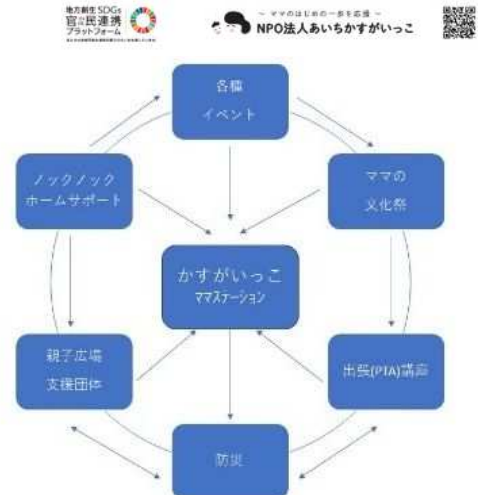 地方創生SDGs
官民連携
プラットフォーム
～ ママのはじめの一歩を応援 ～
NPO法人あいちかすがいっこ
各種
イベント
ノックノック
ホームサポート
ママの
文化祭
かすがいっこ
ママステーション
親子広場
支援団体
出張(PTA)講座
防災